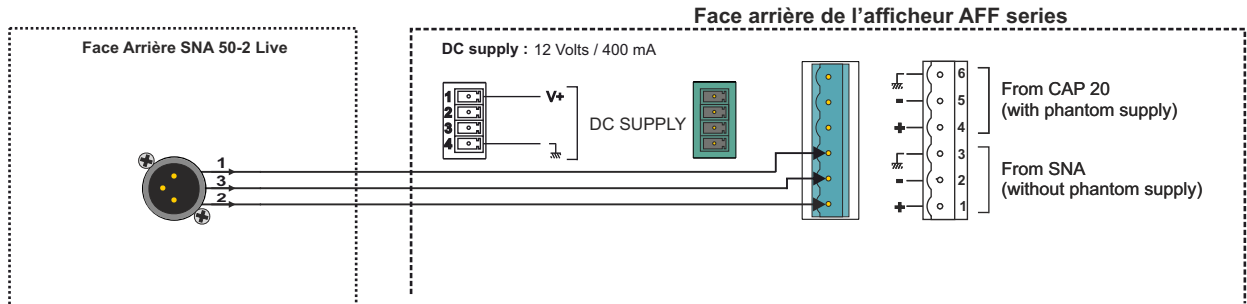 Face arrière de l’afficheur AFF series
Face Arrière SNA 50-2 Live
DC supply : 12 Volts / 400 mA
1
2
3
4
V+
DC SUPPLY
1
3
2
6
-
5
+
4
3
-
2
+
1
From CAP 20
(with phantom supply)
From SNA
(without phantom supply)